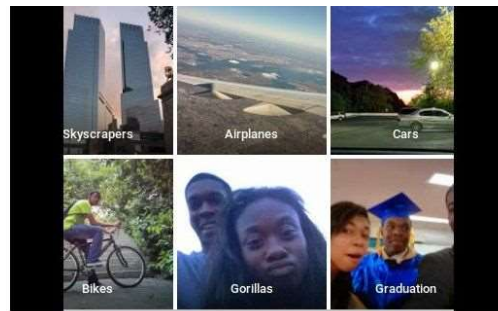 Skyscrapers
Airplanes
Cars
Bikes
Gorillas
Graduation